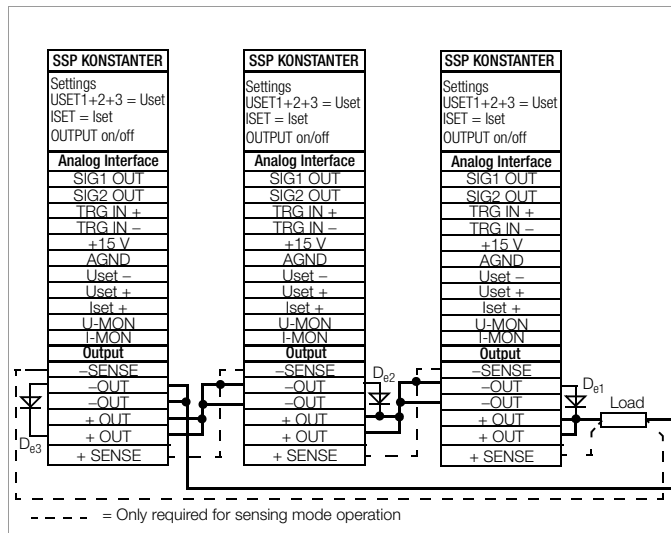 SSP KONSTANTER
Settings
USET1+2+3 = Uset
ISET = Iset
OUTPUT on/off
Analog Interface
SIG1 OUT
SIG2 OUT
TRG IN +
TRG IN –
+15 V
AGND
Uset –
Uset +
Iset +
U-MON
I-MON
Output
–SENSE
–OUT
–OUT
+ OUT
+ OUT
+ SENSE
De3
SSP KONSTANTER
Settings
USET1+2+3 = Uset
ISET = Iset
OUTPUT on/off
Analog Interface
SIG1 OUT
SIG2 OUT
TRG IN +
TRG IN –
+15 V
AGND
Uset –
Uset +
Iset +
U-MON
I-MON
Output
–SENSE
–OUT
–OUT
+ OUT
+ OUT
+ SENSE
De2
SSP KONSTANTER
Settings
USET1+2+3 = Uset
ISET = Iset
OUTPUT on/off
Analog Interface
SIG1 OUT
SIG2 OUT
TRG IN +
TRG IN –
+15 V
AGND
Uset –
Uset +
Iset +
U-MON
I-MON
Output
–SENSE
–OUT
–OUT
+ OUT
+ OUT
+ SENSE
De1
Load
= Only required for sensing mode operation